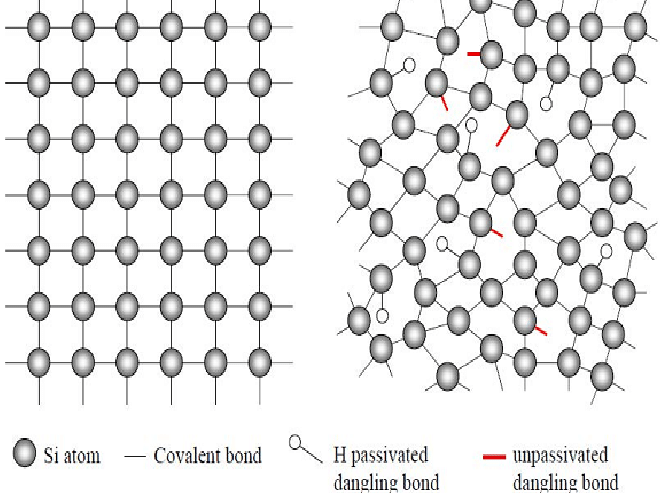 Si atom
Covalent bond
H passivated
dangling bond
unpassivated
dangling bond